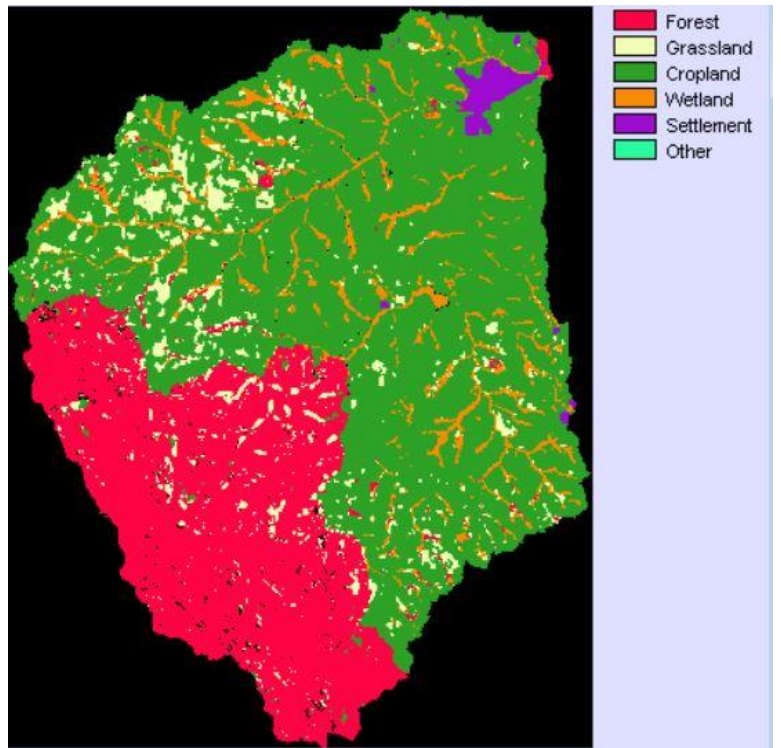 Forest
Grassland
Cropland
Wetland
Settlement
Other